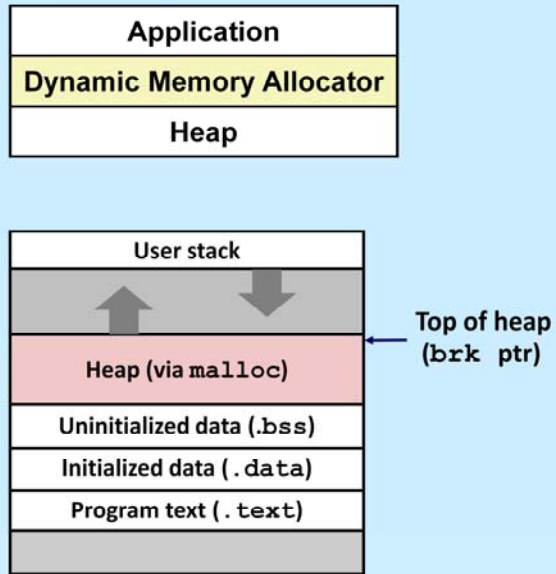 Application
Dynamic Memory Allocator
Heap
User stack
Top of heap
(brk ptr)
Heap (via malloc)
Uninitialized data (.bss)
Initialized data (.data)
Program text (.text)